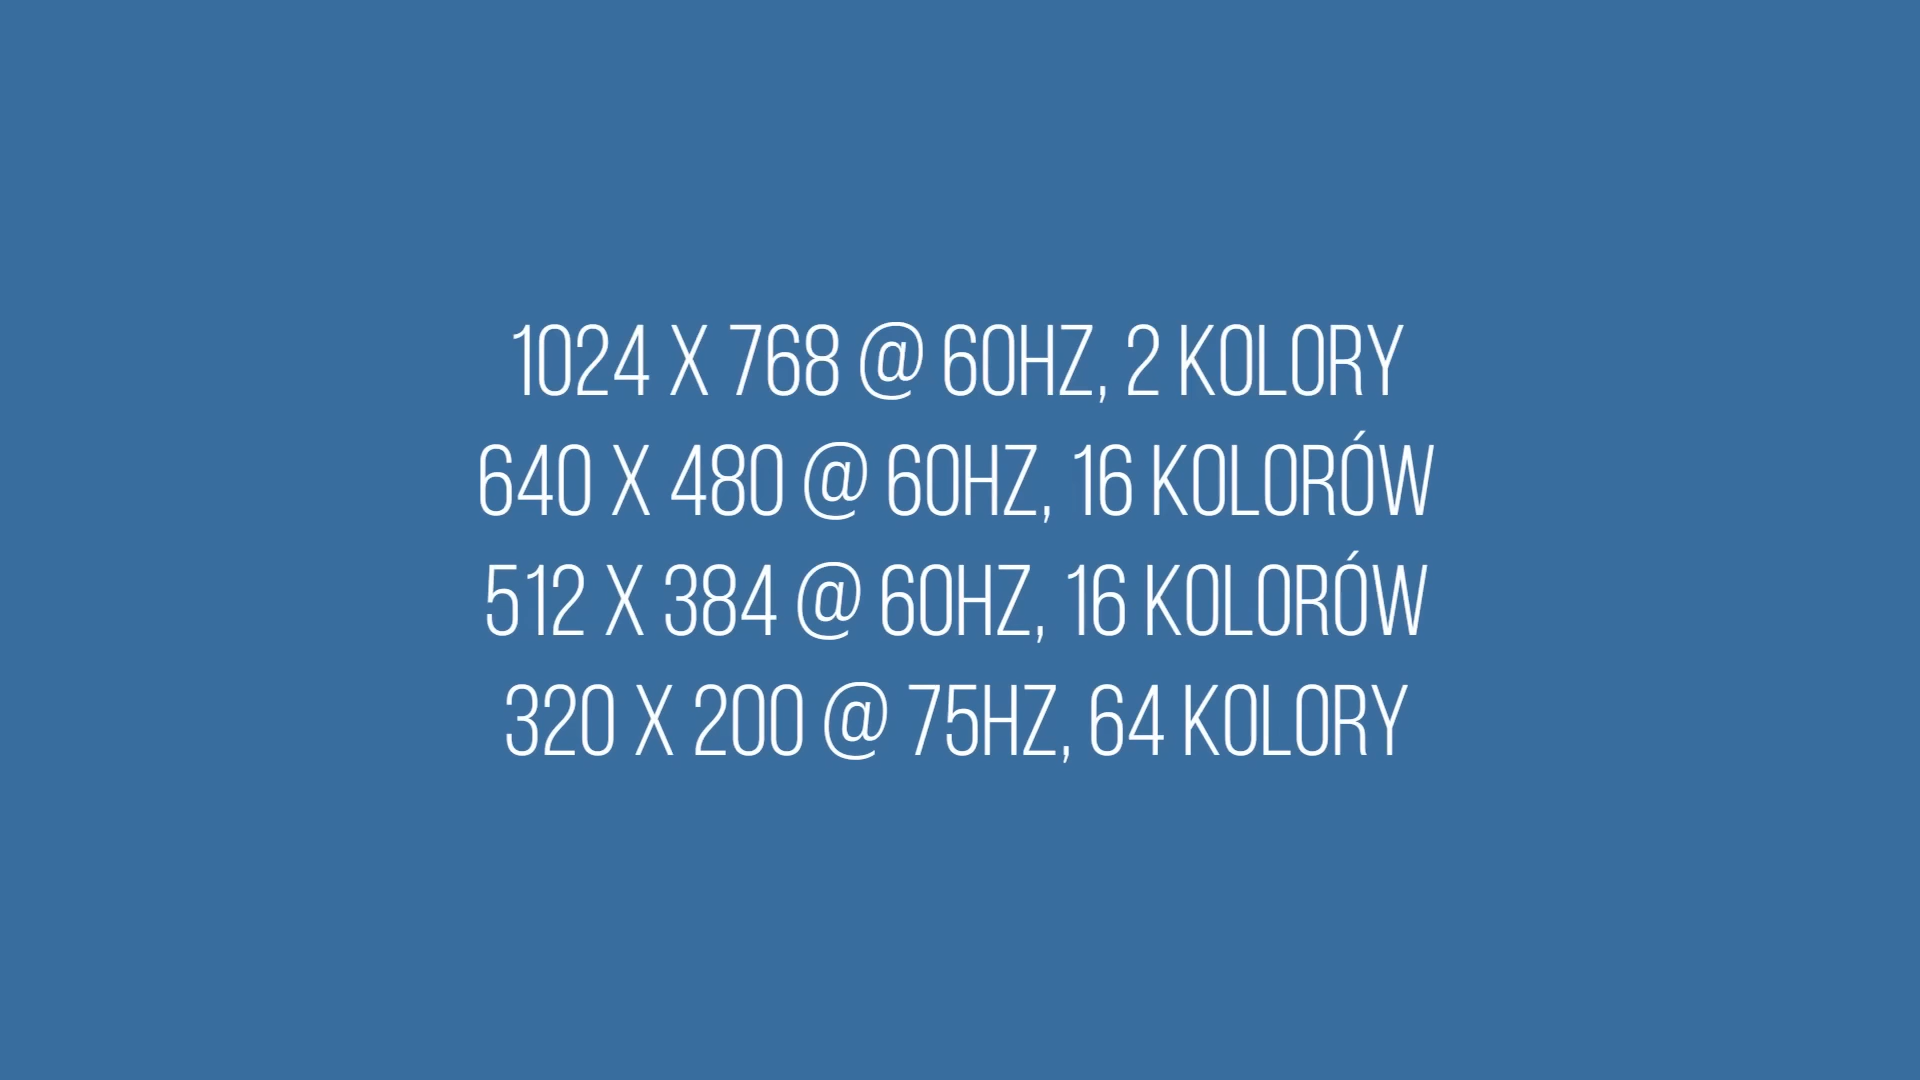 1024 X 768 @ 60HZ, 2 KOLORY
640 X 480 @ 60HZ, 16 KOLORÓW
512 X 384 @ 60HZ, 16 KOLORÓW
320 X 200 @ 75HZ, 64 KOLORY